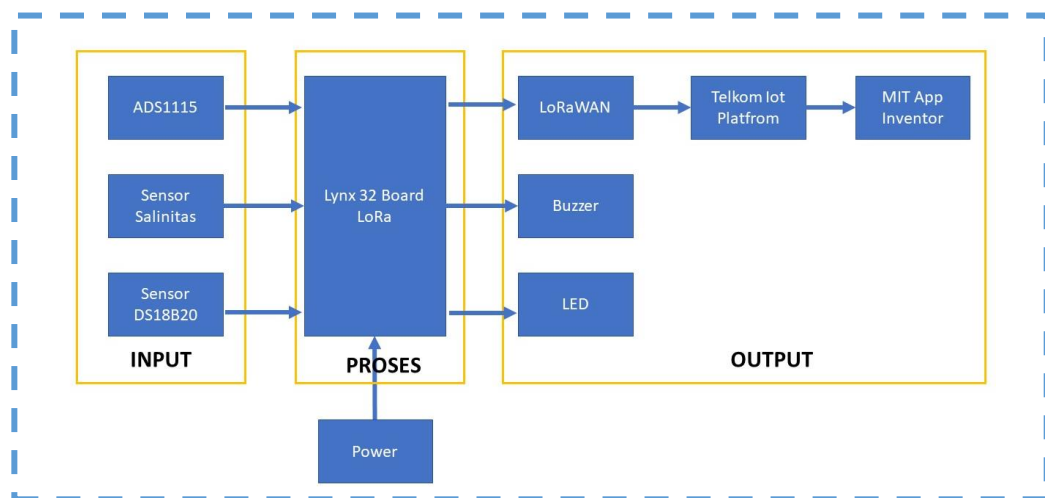 ADS1115
Sensor
Salinitas
Sensor
DS18B20
INPUT
Lynx 32 Board
LoRa
PROSES
Power
LoRaWAN
Telkom Iot
Platfrom
MIT App
Inventor
Buzzer
LED
OUTPUT